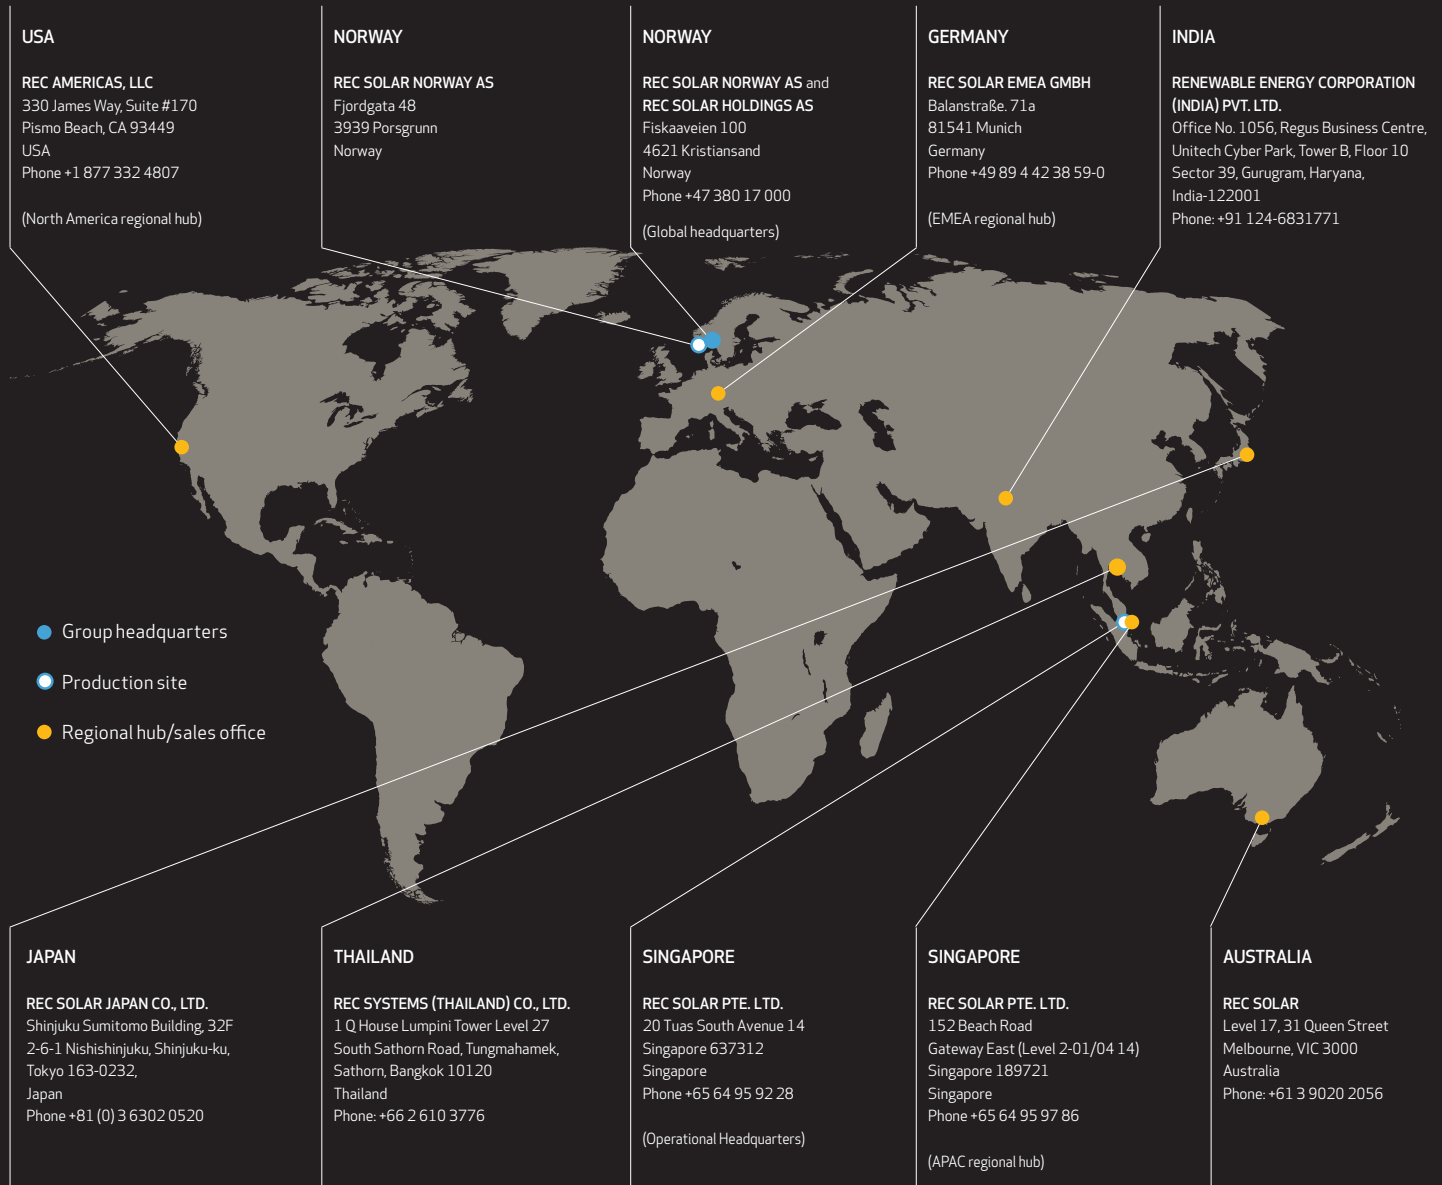 USA
REC AMERICAS, LLC
330 James Way, Suite #170
Pismo Beach, CA 93449
USA
Phone +1 877 332 4807
(North America regional hub)
NORWAY
REC SOLAR NORWAY AS
Fjordgata 48
3939 Porsgrunn
Norway
NORWAY
REC SOLAR NORWAY AS and
REC SOLAR HOLDINGS AS
Fiskaaveien 100
4621 Kristiansand
Norway
Phone +47 380 17 000
(Global headquarters)
GERMANY
REC SOLAR EMEA GMBH
Balanstraße. 71a
81541 Munich
Germany
Phone +49 89 4 42 38 59-0
(EMEA regional hub)
INDIA
RENEWABLE ENERGY CORPORATION
(INDIA) PVT. LTD.
Office No. 1056, Regus Business Centre,
Unitech Cyber Park, Tower B, Floor 10
Sector 39, Gurugram, Haryana,
India-122001
Phone: +91 124-6831771
Group headquarters
Production site
Regional hub/sales office
JAPAN
REC SOLAR JAPAN CO., LTD.
Shinjuku Sumitomo Building, 32F
2-6-1 Nishishinjuku, Shinjuku-ku,
Tokyo 163-0232,
Japan
Phone +81 (0) 3 6302 0520
THAILAND
REC SYSTEMS (THAILAND) CO., LTD.
1 Q House Lumpini Tower Level 27
South Sathorn Road, Tungmahamek,
Sathorn, Bangkok 10120
Thailand
Phone: +66 2 610 3776
SINGAPORE
REC SOLAR PTE. LTD.
20 Tuas South Avenue 14
Singapore 637312
Singapore
Phone +65 64 95 92 28
(Operational Headquarters)
SINGAPORE
REC SOLAR PTE. LTD.
152 Beach Road
Gateway East (Level 2-01/04 14)
Singapore 189721
Singapore
Phone +65 64 95 97 86
(APAC regional hub)
AUSTRALIA
REC SOLAR
Level 17, 31 Queen Street
Melbourne, VIC 3000
Australia
Phone: +61 3 9020 2056